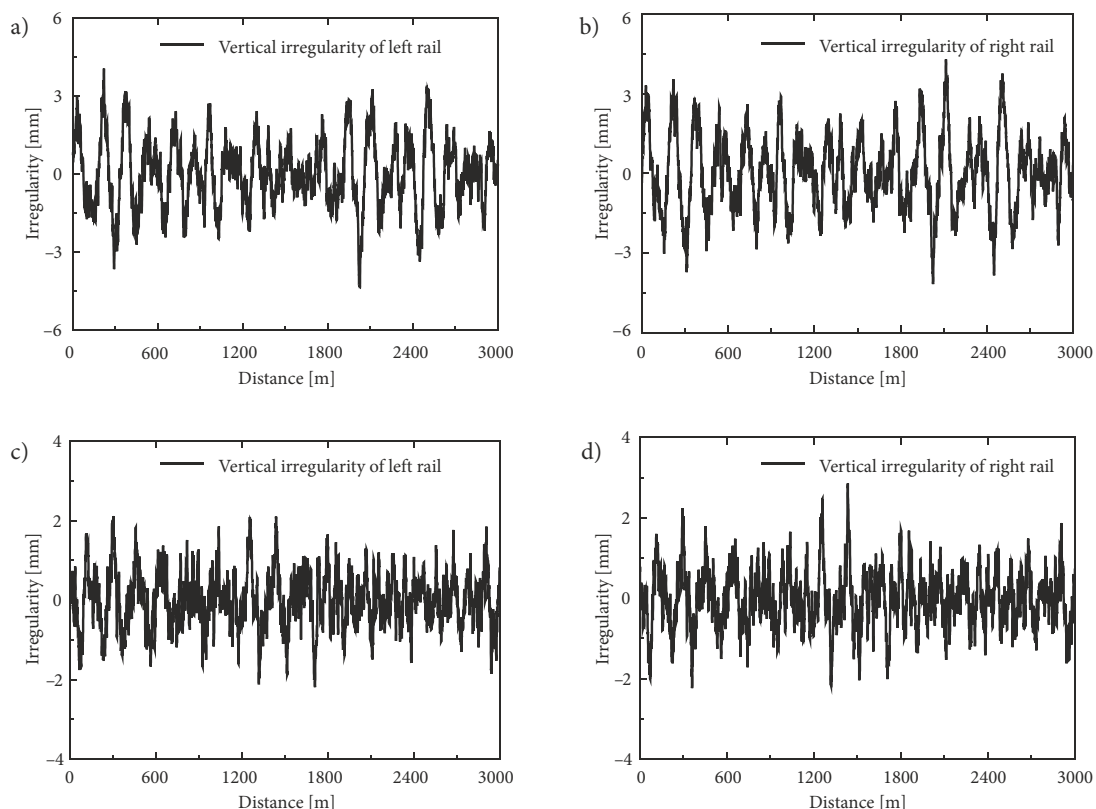 a)
Vertical irregularity of left rail
Irregularity [mm]
6
3
0
–3
–6
0 600 1200 1800 2400 3000
Distance [m]
b)
Vertical irregularity of right rail
Irregularity [mm]
6
3
0
–3
–6
0 600 1200 1800 2400 3000
Distance [m]
c)
Vertical irregularity of left rail
Irregularity [mm]
4
2
0
–2
–4
0 600 1200 1800 2400 3000
Distance [m]
d)
Vertical irregularity of right rail
Irregularity [mm]
4
2
0
–2
–4
0 600 1200 1800 2400 3000
Distance [m]